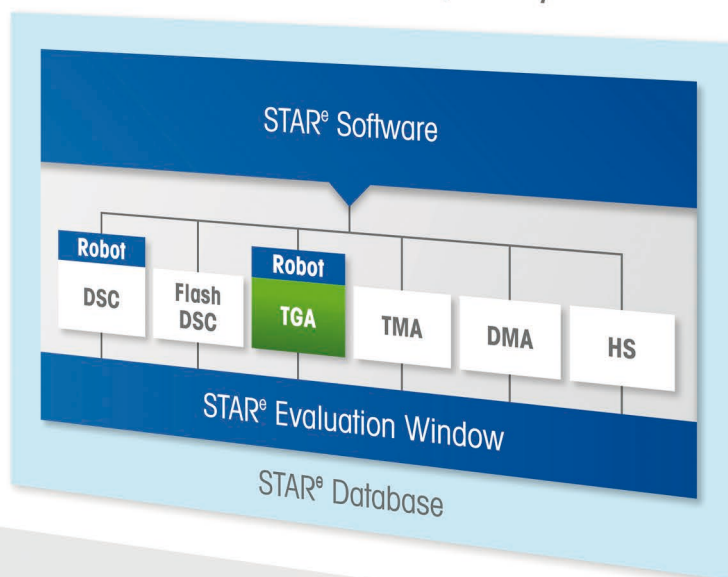 STARᵉ Software
Robot
Robot
DSC
Flash
DSC
TGA
TMA
DMA
HS
STARᵉ Evaluation Window
STARᵉ Database